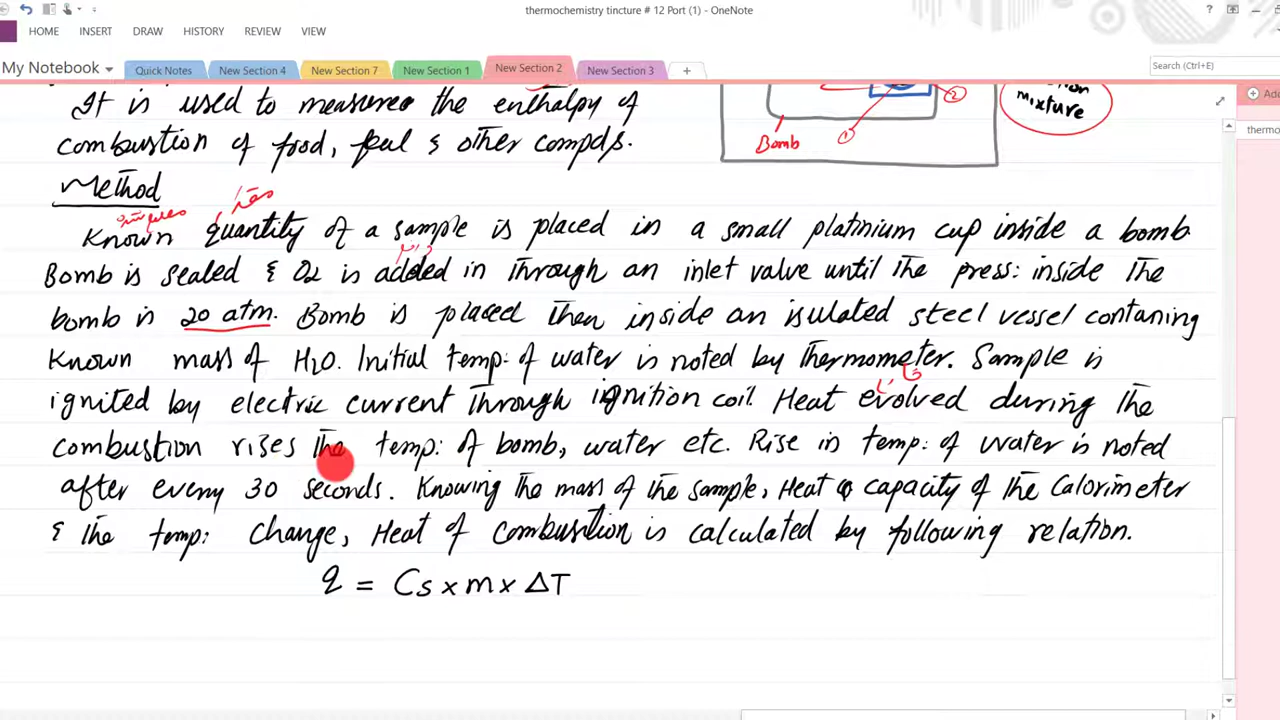 thermochemistry tincture # 12 Port (1) - OneNote
HOME INSERT DRAW HISTORY REVIEW VIEW
My Notebook Quick Notes New Section 4 New Section 7 New Section 1 New Section 2 New Section 3 +
Search (Ctrl+E)
Add
thermo
It is used to measure the enthalpy of
combustion of food, feul & other compds.
mixture
Bomb
①
②
Method
Known quantity of a sample is placed in a small platinium cup inside a bomb
Bomb is sealed & O2 is added in through an inlet valve until the press: inside the
bomb is 20 atm. Bomb is placed then inside an isulated steel vessel contaning
Known mass of H2O. Initial temp: of water is noted by thermometer. Sample is
ignited by electric current through ignition coil. Heat evolved during the
combustion rises the temp: of bomb, water etc. Rise in temp: of water is noted
after every 30 seconds. Knowing the mass of the sample, Heat capacity of the Calorimeter
& the temp: Change, Heat of combustion is calculated by following relation.
q = Cs x m x ΔT